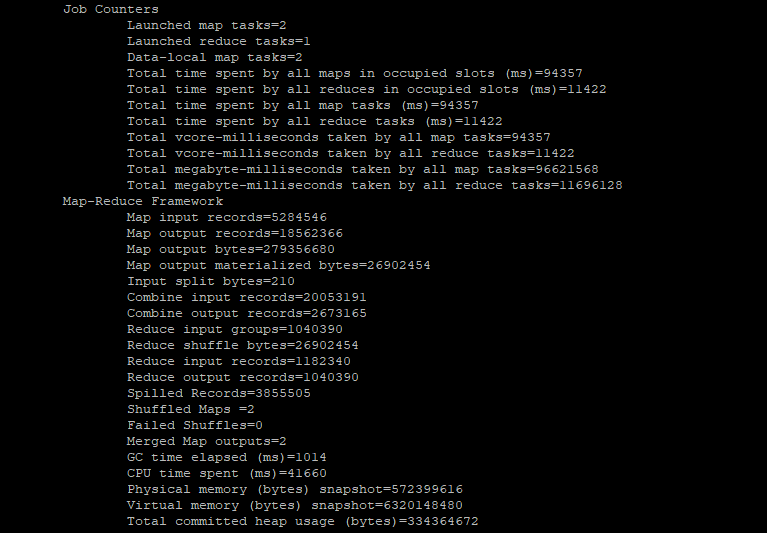 Job Counters
Launched map tasks=2
Launched reduce tasks=1
Data-local map tasks=2
Total time spent by all maps in occupied slots (ms)=94357
Total time spent by all reduces in occupied slots (ms)=11422
Total time spent by all map tasks (ms)=94357
Total time spent by all reduce tasks (ms)=11422
Total vcore-milliseconds taken by all map tasks=94357
Total vcore-milliseconds taken by all reduce tasks=11422
Total megabyte-milliseconds taken by all map tasks=96621568
Total megabyte-milliseconds taken by all reduce tasks=11696128
Map-Reduce Framework
Map input records=5284546
Map output records=18562366
Map output bytes=279356680
Map output materialized bytes=26902454
Input split bytes=210
Combine input records=20053191
Combine output records=2673165
Reduce input groups=1040390
Reduce shuffle bytes=26902454
Reduce input records=1182340
Reduce output records=1040390
Spilled Records=3855505
Shuffled Maps =2
Failed Shuffles=0
Merged Map outputs=2
GC time elapsed (ms)=1014
CPU time spent (ms)=41660
Physical memory (bytes) snapshot=572399616
Virtual memory (bytes) snapshot=6320148480
Total committed heap usage (bytes)=334364672